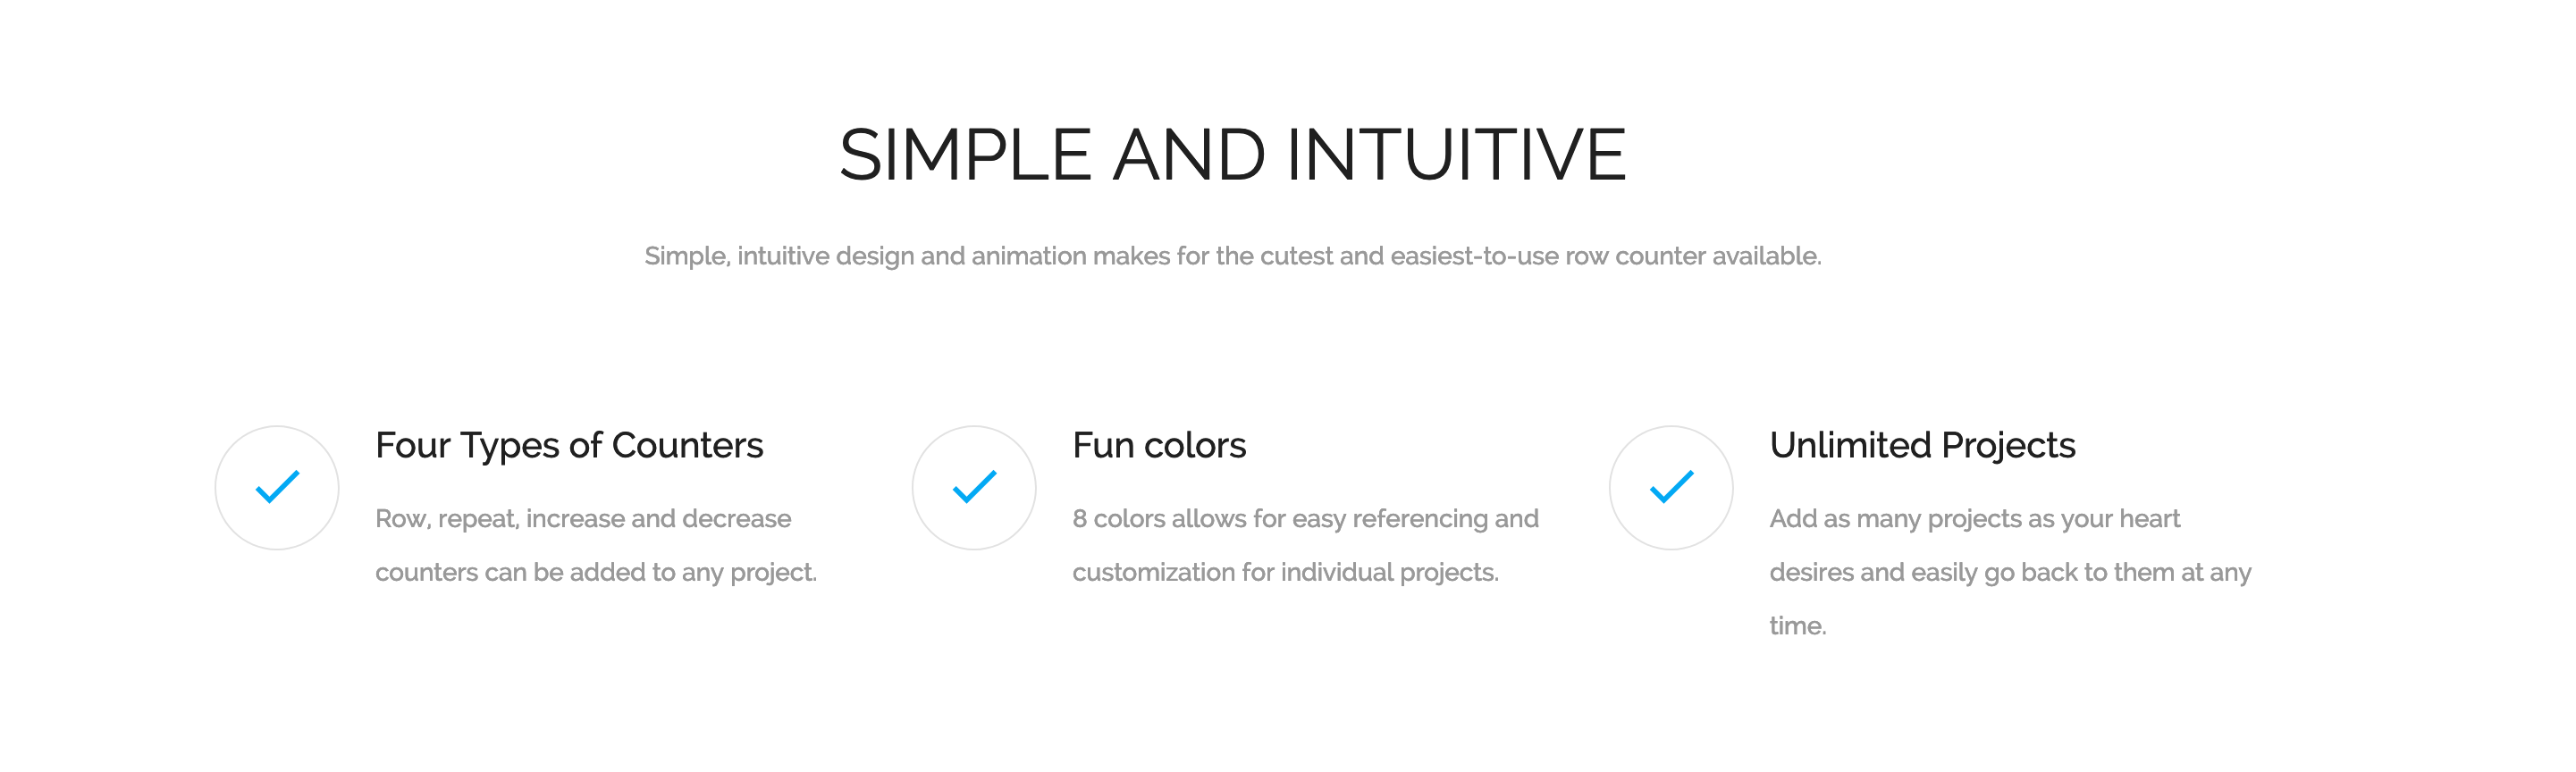 SIMPLE AND INTUITIVE
Simple, intuitive design and animation makes for the cutest and easiest-to-use row counter available.
Four Types of Counters
Row, repeat, increase and decrease
counters can be added to any project.
Fun colors
8 colors allows for easy referencing and
customization for individual projects.
Unlimited Projects
Add as many projects as your heart
desires and easily go back to them at any
time.